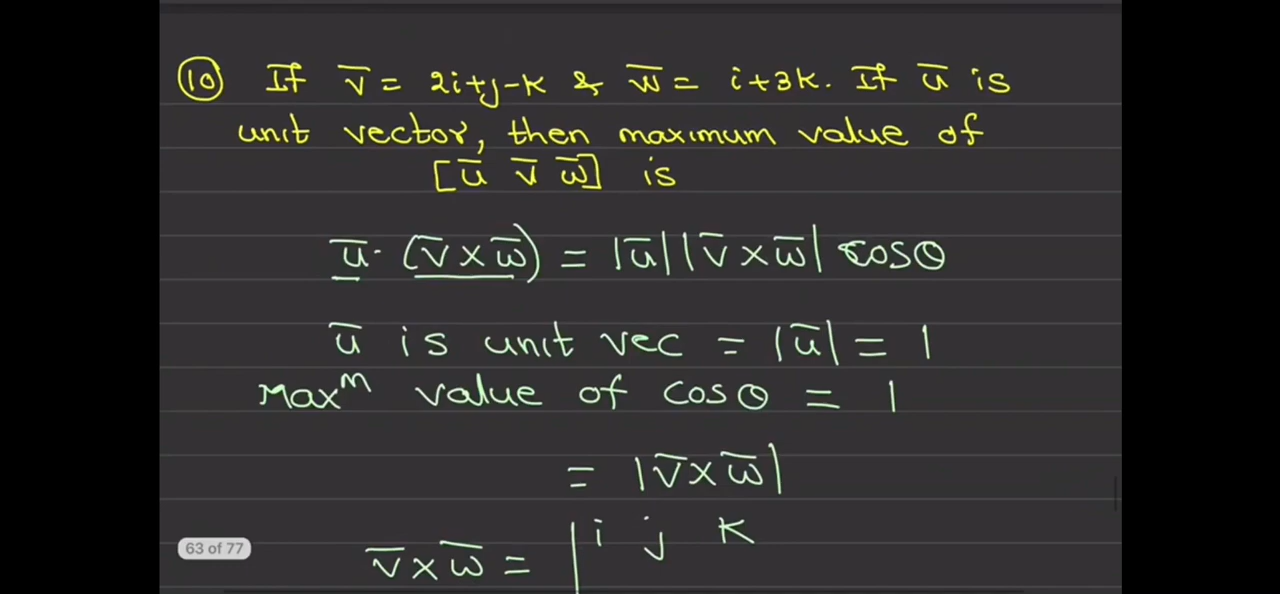 ⑩ If v̅ = 2i+j-k & w̅ = i+3k. If u̅ is
unit vector, then maximum value of
[u̅ v̅ w̅] is
u̅. (v̅×w̅) = |u̅||v̅×w̅| cosθ
u̅ is unit vec = |u̅| = 1
Maxᵐ value of cosθ = 1
= |v̅×w̅|
v̅×w̅ = | i j k
63 of 77